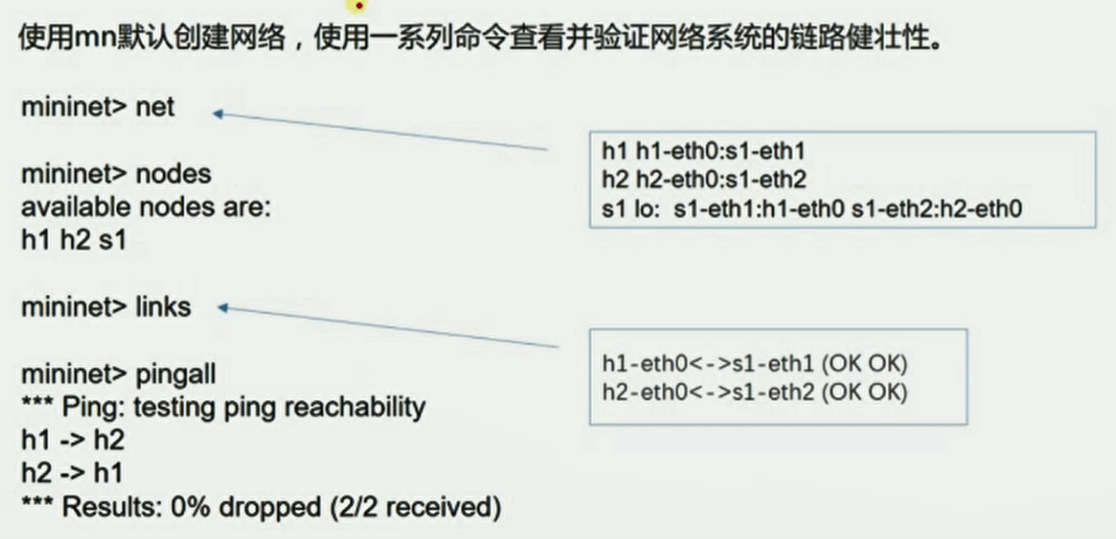 使用mn默认创建网络，使用一系列命令查看并验证网络系统的链路健壮性。
mininet> net
h1 h1-eth0:s1-eth1
h2 h2-eth0:s1-eth2
s1 lo:  s1-eth1:h1-eth0 s1-eth2:h2-eth0
mininet> nodes
available nodes are:
h1 h2 s1
mininet> links
h1-eth0<->s1-eth1 (OK OK)
h2-eth0<->s1-eth2 (OK OK)
mininet> pingall
*** Ping: testing ping reachability
h1 -> h2
h2 -> h1
*** Results: 0% dropped (2/2 received)